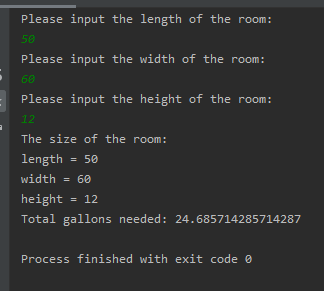 Please input the length of the room:
50
Please input the width of the room:
60
Please input the height of the room:
12
The size of the room:
length = 50
width = 60
height = 12
Total gallons needed: 24.685714285714287
Process finished with exit code 0